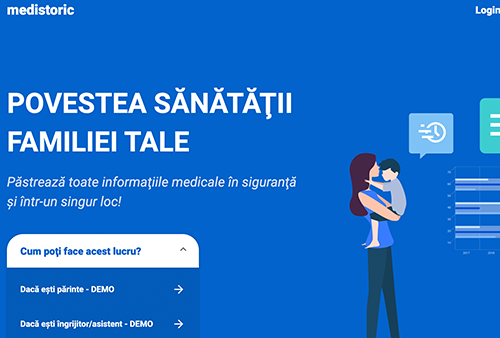 medistoric
Login
POVESTEA SĂNĂTĂŢII
FAMILIEI TALE
Păstrează toate informaţiile medicale în siguranţă
şi într-un singur loc!
Cum poţi face acest lucru?
Dacă eşti părinte - DEMO
Dacă eşti îngrijitor/asistent - DEMO